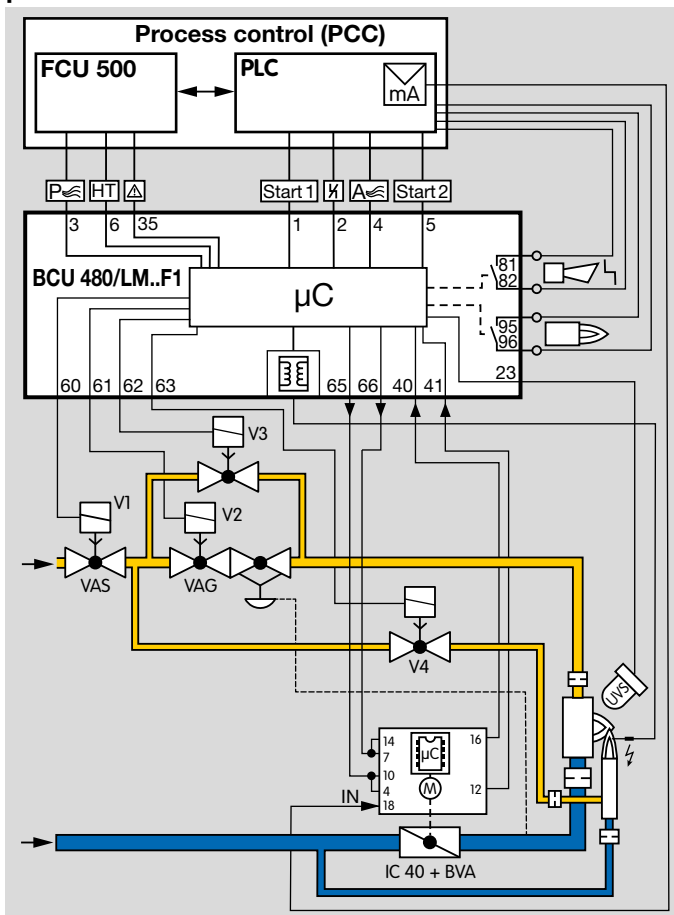 Process control (PCC)
FCU 500
PLC
mA
P
HT
Start 1
A
Start 2
3
6
35
1
2
4
5
BCU 480/LM..F1
µC
81
82
95
96
23
60
61
62
63
65
66
40
41
V3
V1
V2
VAS
VAG
V4
UVS
14
7
10
4
18
µC
M
16
12
IN
IC 40 + BVA